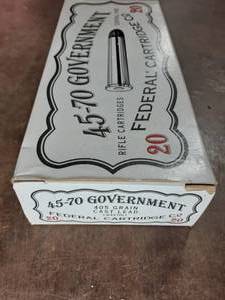 45-70 GOVERNMENT
RIFLE CARTRIDGES
FEDERAL CARTRIDGE Co
20
45-70 GOVERNMENT
405 GRAIN
CAST LEAD
FEDERAL CARTRIDGE Co
20 20